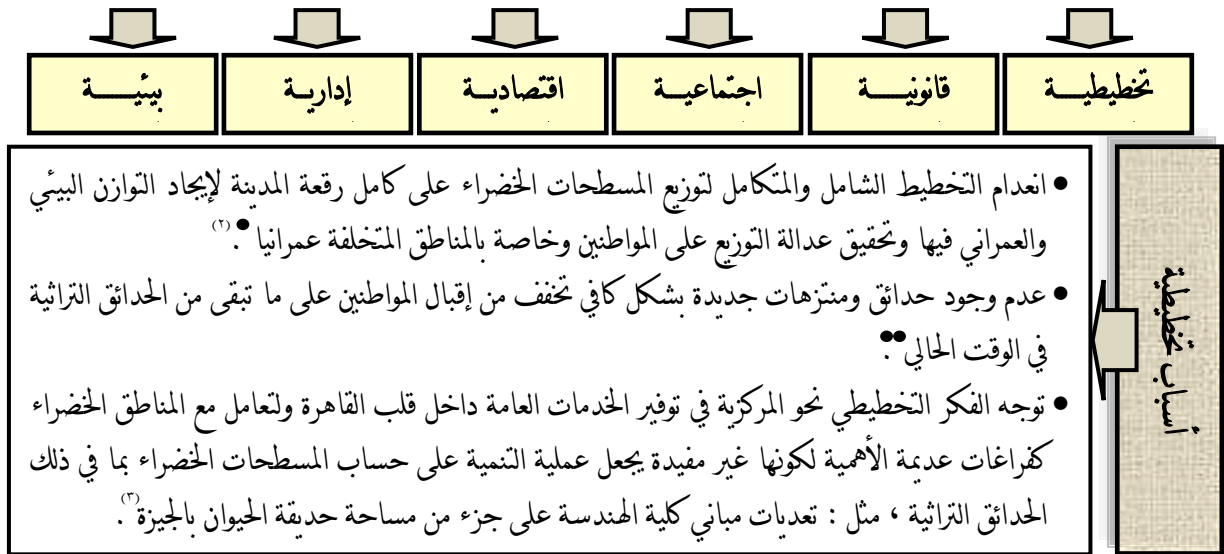 تخطيطية
قانونية
اجتماعية
اقتصادية
إدارية
بيئية
أسباب تخطيطية
• انعدام التخطيط الشامل والمتكامل لتوزيع المسطحات الخضراء على كامل رقعة المدينة لإيجاد التوازن البيئي
والعمراني فيها وتحقيق عدالة التوزيع على المواطنين وخاصة بالمناطق المتخلفة عمرانيا •.(٢)
• عدم وجود حدائق ومنتزهات جديدة بشكل كافي تخفف من إقبال المواطنين على ما تبقى من الحدائق التراثية
في الوقت الحالي••.
• توجه الفكر التخطيطي نحو المركزية في توفير الخدمات العامة داخل قلب القاهرة ولتعامل مع المناطق الخضراء
كفراغات عديمة الأهمية لكونها غير مفيدة يجعل عملية التنمية على حساب المسطحات الخضراء بما في ذلك
الحدائق التراثية ، مثل : تعديات مباني كلية الهندسة على جزء من مساحة حديقة الحيوان بالجيزة(٣).